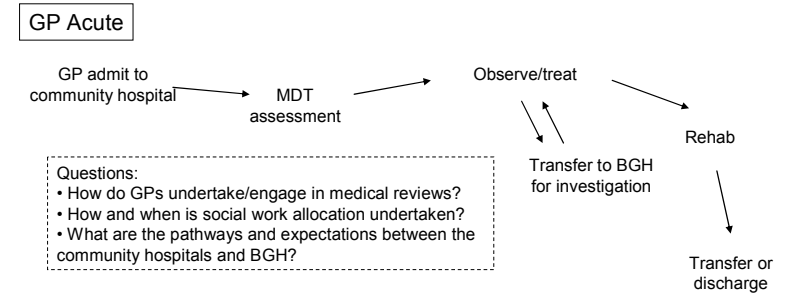 GP Acute
GP admit to
community hospital
MDT
assessment
Observe/treat
Transfer to BGH
for investigation
Rehab
Transfer or
discharge
Questions:
• How do GPs undertake/engage in medical reviews?
• How and when is social work allocation undertaken?
• What are the pathways and expectations between the
community hospitals and BGH?